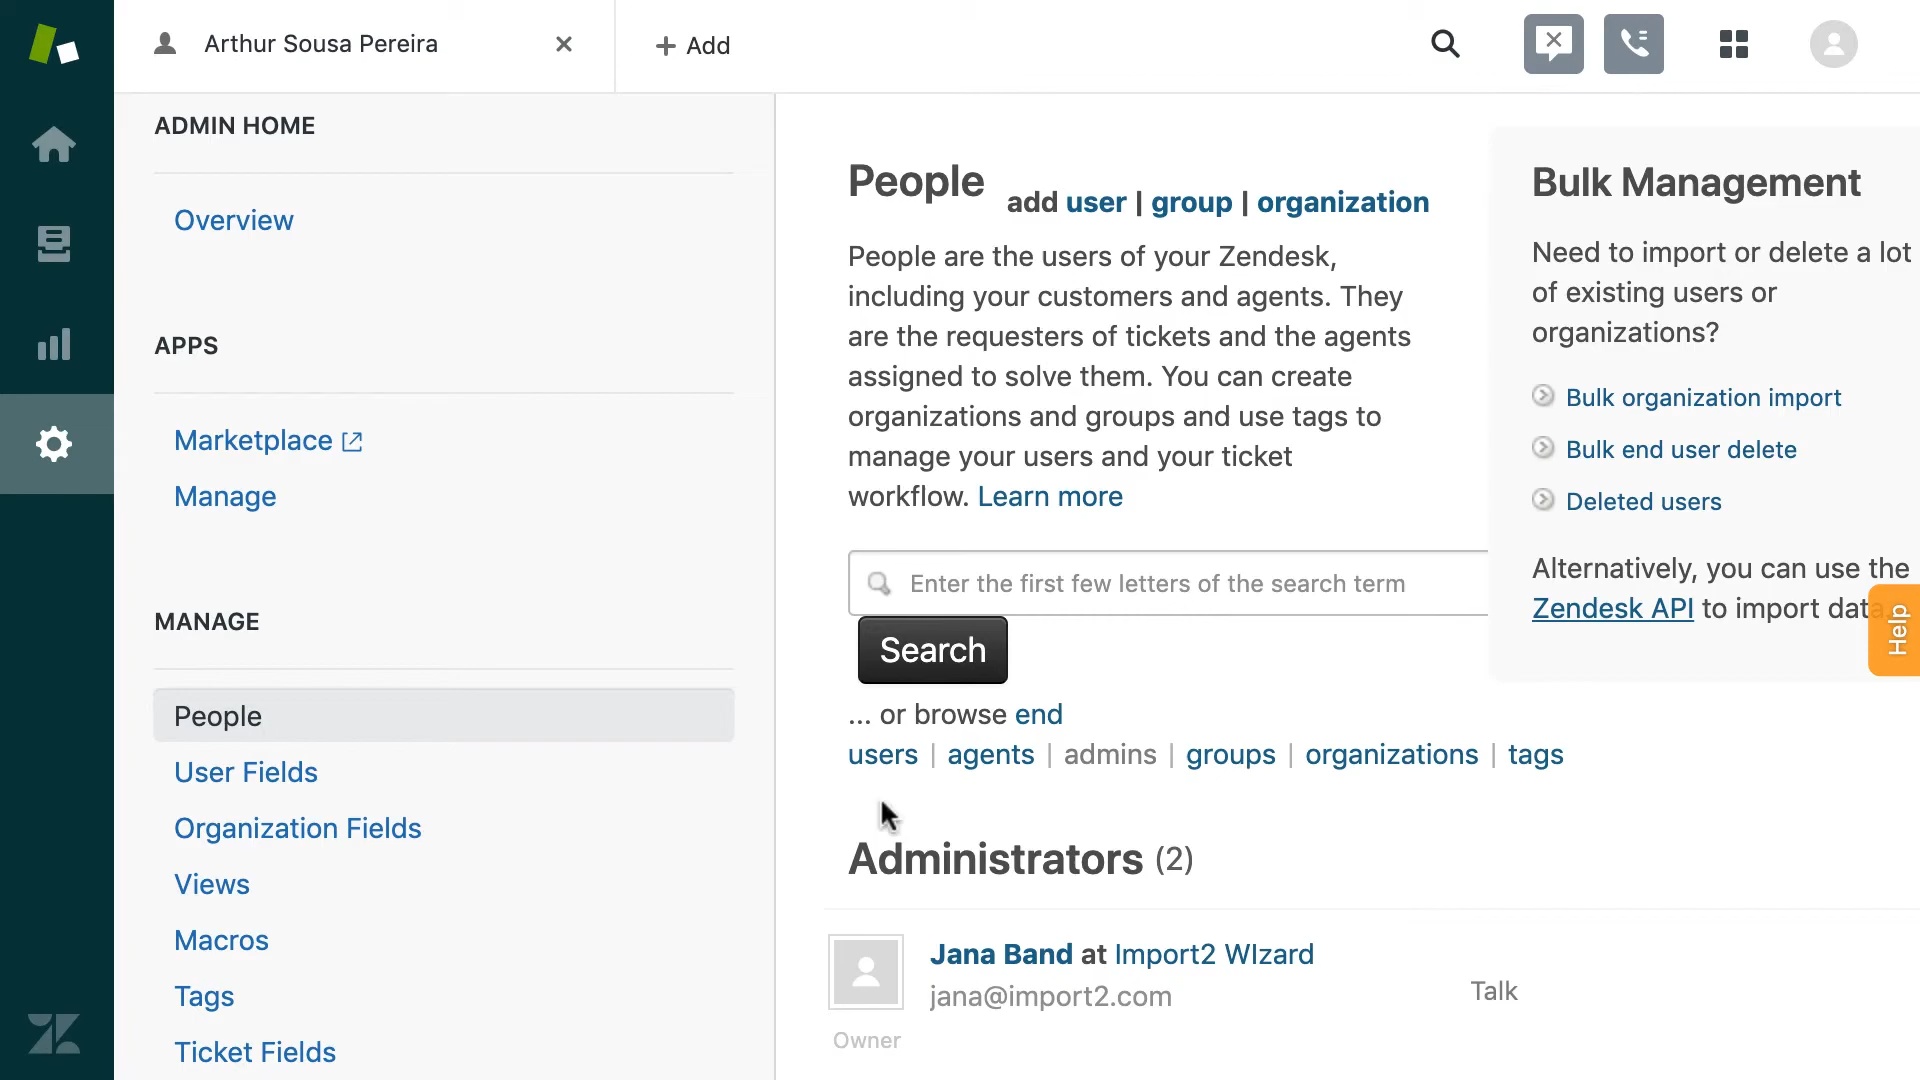 Arthur Sousa Pereira
+ Add
ADMIN HOME
Overview
APPS
Marketplace
Manage
MANAGE
People
User Fields
Organization Fields
Views
Macros
Tags
Ticket Fields
People add user | group | organization
People are the users of your Zendesk,
including your customers and agents. They
are the requesters of tickets and the agents
assigned to solve them. You can create
organizations and groups and use tags to
manage your users and your ticket
workflow. Learn more
Enter the first few letters of the search term
Search
... or browse end
users | agents | admins | groups | organizations | tags
Administrators (2)
Jana Band at Import2 WIzard
jana@import2.com
Talk
Owner
Bulk Management
Need to import or delete a lot
of existing users or
organizations?
Bulk organization import
Bulk end user delete
Deleted users
Alternatively, you can use the
Zendesk API to import data.
Help